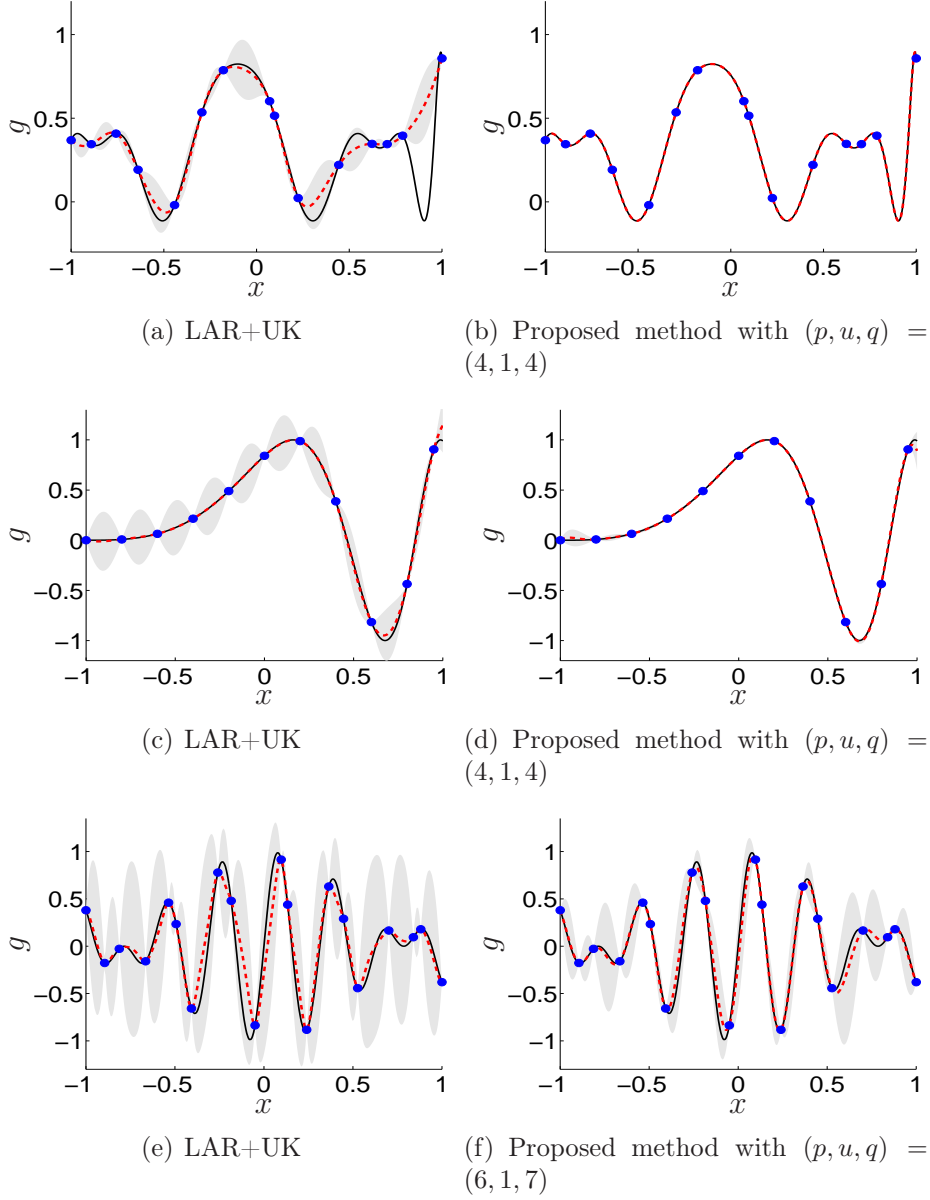 1
0.5
0
g
−1 −0.5 0 0.5 1
x
(a) LAR+UK
1
0.5
0
g
−1 −0.5 0 0.5 1
x
(b) Proposed method with (p, u, q) =
(4, 1, 4)
1
0.5
0
−0.5
−1
g
−1 −0.5 0 0.5 1
x
(c) LAR+UK
1
0.5
0
−0.5
−1
g
−1 −0.5 0 0.5 1
x
(d) Proposed method with (p, u, q) =
(4, 1, 4)
1
0.5
0
−0.5
−1
g
−1 −0.5 0 0.5 1
x
(e) LAR+UK
1
0.5
0
−0.5
−1
g
−1 −0.5 0 0.5 1
x
(f) Proposed method with (p, u, q) =
(6, 1, 7)